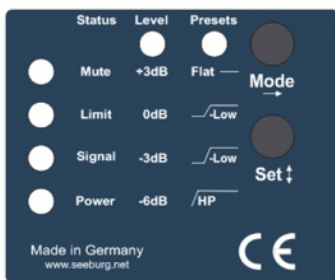 Status Level Presets
Mute +3dB Flat
Mode
Limit 0dB -Low
Signal -3dB -Low
Set
Power -6dB HP
Made in Germany
www.seeburg.net
CE